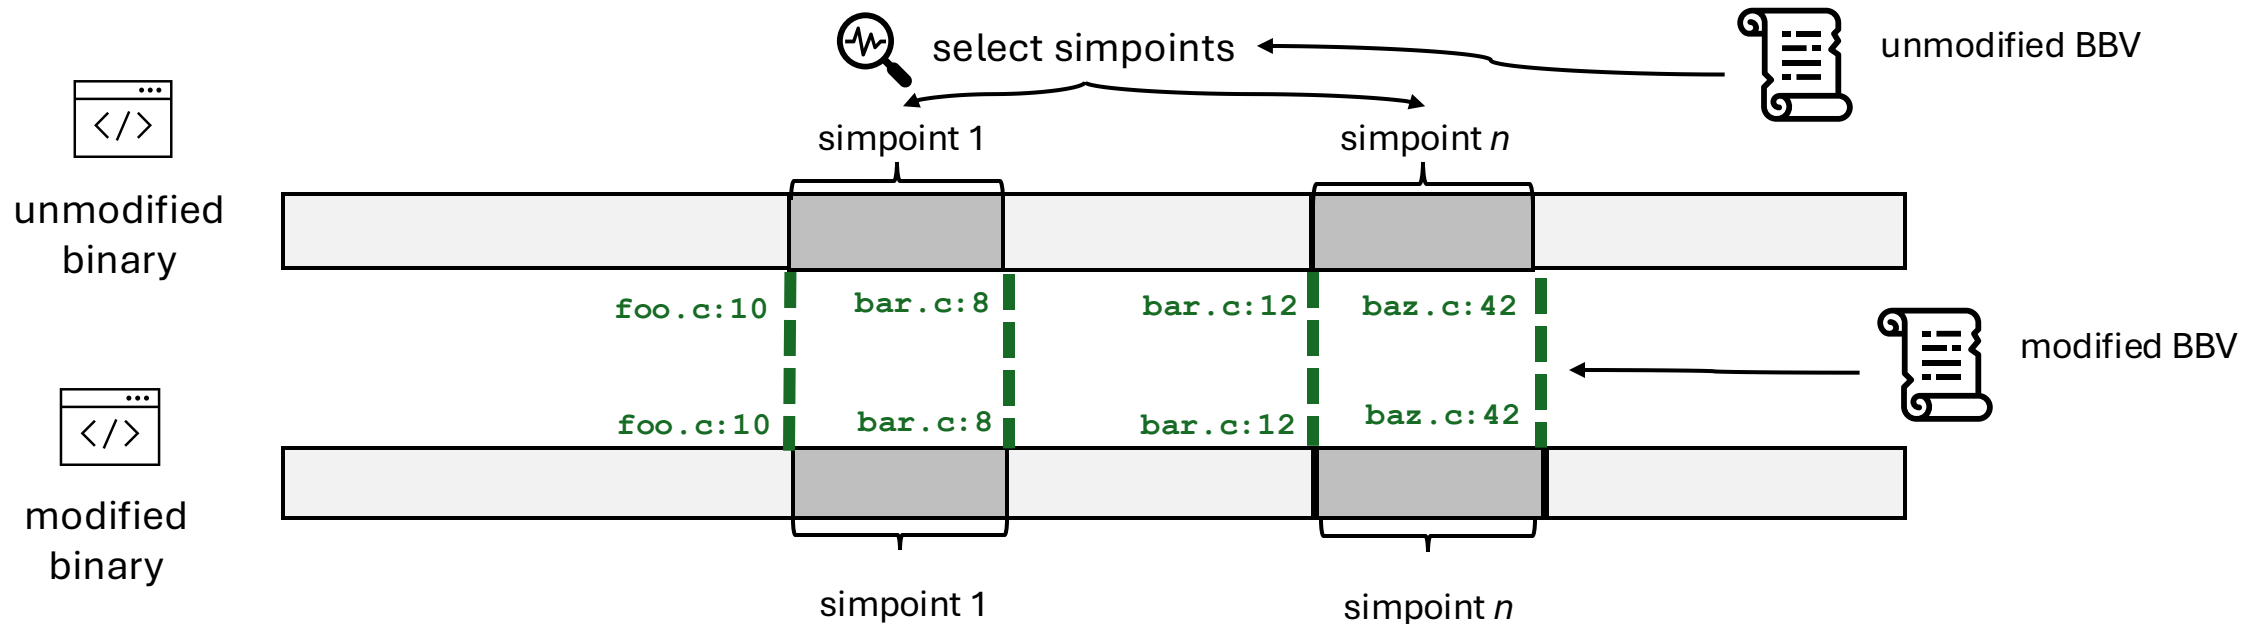 select simpoints
unmodified BBV
</>
simpoint 1
simpoint n
unmodified
binary
foo.c:10
bar.c:8
bar.c:12
baz.c:42
modified BBV
</>
foo.c:10
bar.c:8
bar.c:12
baz.c:42
modified
binary
simpoint 1
simpoint n